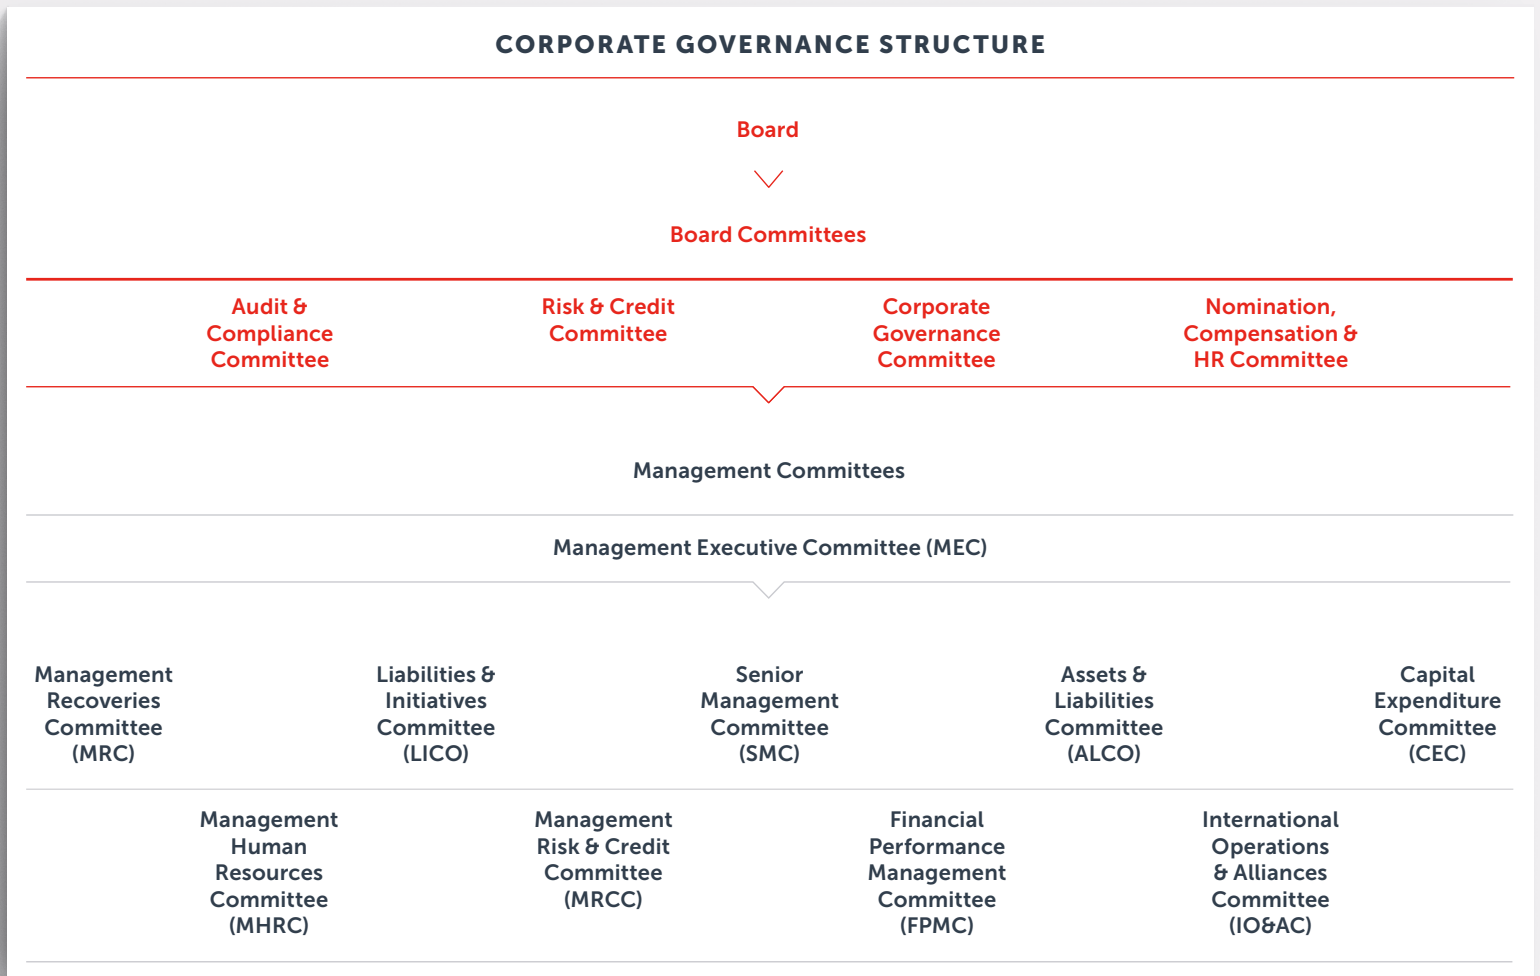 CORPORATE GOVERNANCE STRUCTURE
Board
Board Committees
Audit &
Compliance
Committee
Risk & Credit
Committee
Corporate
Governance
Committee
Nomination,
Compensation &
HR Committee
Management Committees
Management Executive Committee (MEC)
Management
Recoveries
Committee
(MRC)
Liabilities &
Initiatives
Committee
(LICO)
Senior
Management
Committee
(SMC)
Assets &
Liabilities
Committee
(ALCO)
Capital
Expenditure
Committee
(CEC)
Management
Human
Resources
Committee
(MHRC)
Management
Risk & Credit
Committee
(MRCC)
Financial
Performance
Management
Committee
(FPMC)
International
Operations
& Alliances
Committee
(IO&AC)